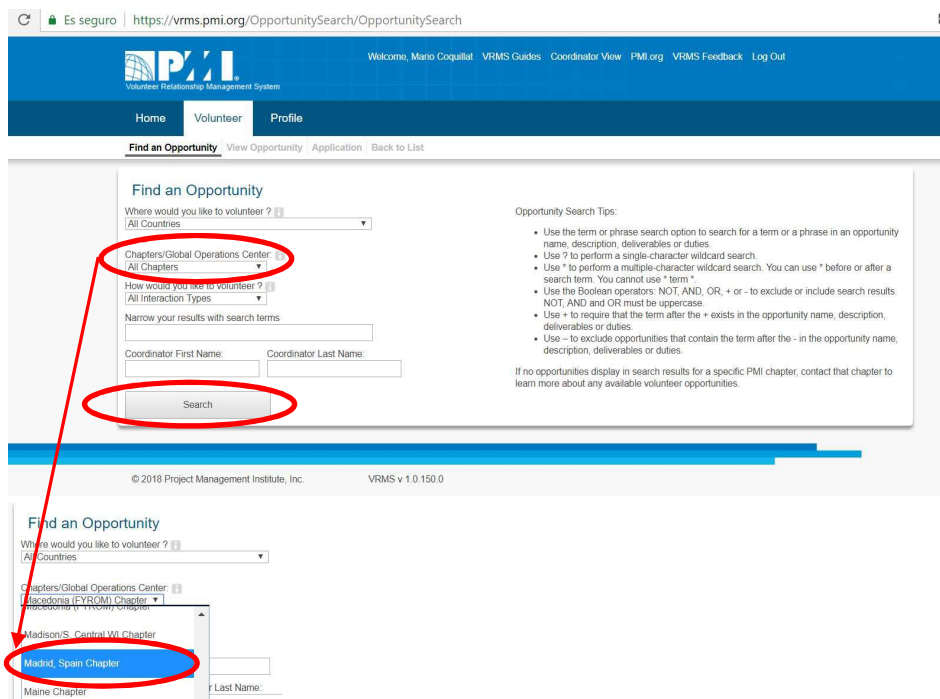 Es seguro | https://vrms.pmi.org/OpportunitySearch/OpportunitySearch
PMI
Volunteer Relationship Management System
Welcome, Mario Coquillat VRMS Guides Coordinator View PMI.org VRMS Feedback Log Out
Home Volunteer Profile
Find an Opportunity View Opportunity Application Back to List
Find an Opportunity
Where would you like to volunteer ?
All Countries
Chapters/Global Operations Center:
All Chapters
How would you like to volunteer ?
All Interaction Types
Narrow your results with search terms
Coordinator First Name: Coordinator Last Name:
Search
Opportunity Search Tips:
• Use the term or phrase search option to search for a term or a phrase in an opportunity
name, description, deliverables or duties.
• Use ? to perform a single-character wildcard search.
• Use * to perform a multiple-character wildcard search. You can use * before or after a
search term. You cannot use * term *.
• Use the Boolean operators: NOT, AND, OR, + or - to exclude or include search results.
NOT, AND and OR must be uppercase.
• Use + to require that the term after the + exists in the opportunity name, description,
deliverables or duties.
• Use – to exclude opportunities that contain the term after the - in the opportunity name,
description, deliverables or duties.
If no opportunities display in search results for a specific PMI chapter, contact that chapter to
learn more about any available volunteer opportunities.
© 2018 Project Management Institute, Inc. VRMS v 1.0.150.0
Find an Opportunity
Where would you like to volunteer ?
All Countries
Chapters/Global Operations Center:
Macedonia (FYROM) Chapter
Macedonia (FYROM) Chapter
Madison/S. Central WI Chapter
Madrid, Spain Chapter
Maine Chapter
r Last Name: